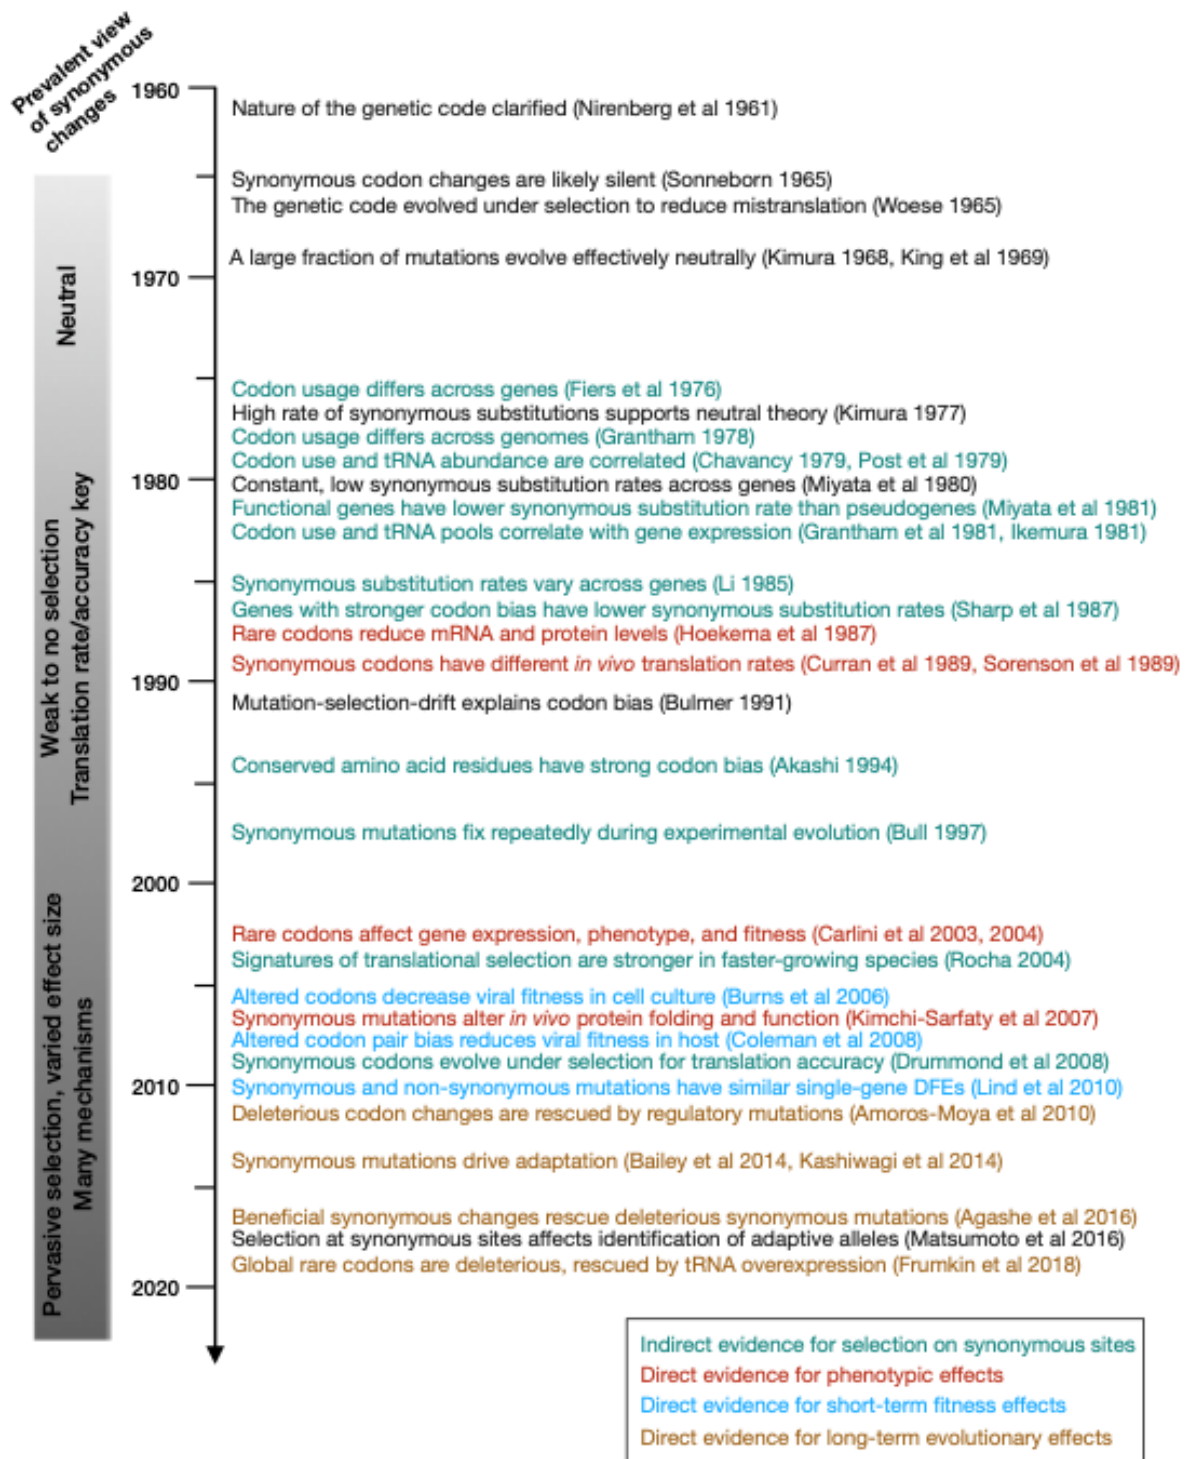 Prevalent view
of synonymous
changes
1960
Nature of the genetic code clarified (Nirenberg et al 1961)
Synonymous codon changes are likely silent (Sonneborn 1965)
The genetic code evolved under selection to reduce mistranslation (Woese 1965)
A large fraction of mutations evolve effectively neutrally (Kimura 1968, King et al 1969)
1970
Neutral
Codon usage differs across genes (Fiers et al 1976)
High rate of synonymous substitutions supports neutral theory (Kimura 1977)
Codon usage differs across genomes (Grantham 1978)
Codon use and tRNA abundance are correlated (Chavancy 1979, Post et al 1979)
1980
Constant, low synonymous substitution rates across genes (Miyata et al 1980)
Functional genes have lower synonymous substitution rate than pseudogenes (Miyata et al 1981)
Codon use and tRNA pools correlate with gene expression (Grantham et al 1981, Ikemura 1981)
Weak to no selection
Translation rate/accuracy key
Synonymous substitution rates vary across genes (Li 1985)
Genes with stronger codon bias have lower synonymous substitution rates (Sharp et al 1987)
Rare codons reduce mRNA and protein levels (Hoekema et al 1987)
Synonymous codons have different in vivo translation rates (Curran et al 1989, Sorenson et al 1989)
1990
Mutation-selection-drift explains codon bias (Bulmer 1991)
Conserved amino acid residues have strong codon bias (Akashi 1994)
Synonymous mutations fix repeatedly during experimental evolution (Bull 1997)
2000
Pervasive selection, varied effect size
Many mechanisms
Rare codons affect gene expression, phenotype, and fitness (Carlini et al 2003, 2004)
Signatures of translational selection are stronger in faster-growing species (Rocha 2004)
Altered codons decrease viral fitness in cell culture (Burns et al 2006)
Synonymous mutations alter in vivo protein folding and function (Kimchi-Sarfaty et al 2007)
Altered codon pair bias reduces viral fitness in host (Coleman et al 2008)
Synonymous codons evolve under selection for translation accuracy (Drummond et al 2008)
2010
Synonymous and non-synonymous mutations have similar single-gene DFEs (Lind et al 2010)
Deleterious codon changes are rescued by regulatory mutations (Amoros-Moya et al 2010)
Synonymous mutations drive adaptation (Bailey et al 2014, Kashiwagi et al 2014)
Beneficial synonymous changes rescue deleterious synonymous mutations (Agashe et al 2016)
Selection at synonymous sites affects identification of adaptive alleles (Matsumoto et al 2016)
Global rare codons are deleterious, rescued by tRNA overexpression (Frumkin et al 2018)
2020
Indirect evidence for selection on synonymous sites
Direct evidence for phenotypic effects
Direct evidence for short-term fitness effects
Direct evidence for long-term evolutionary effects